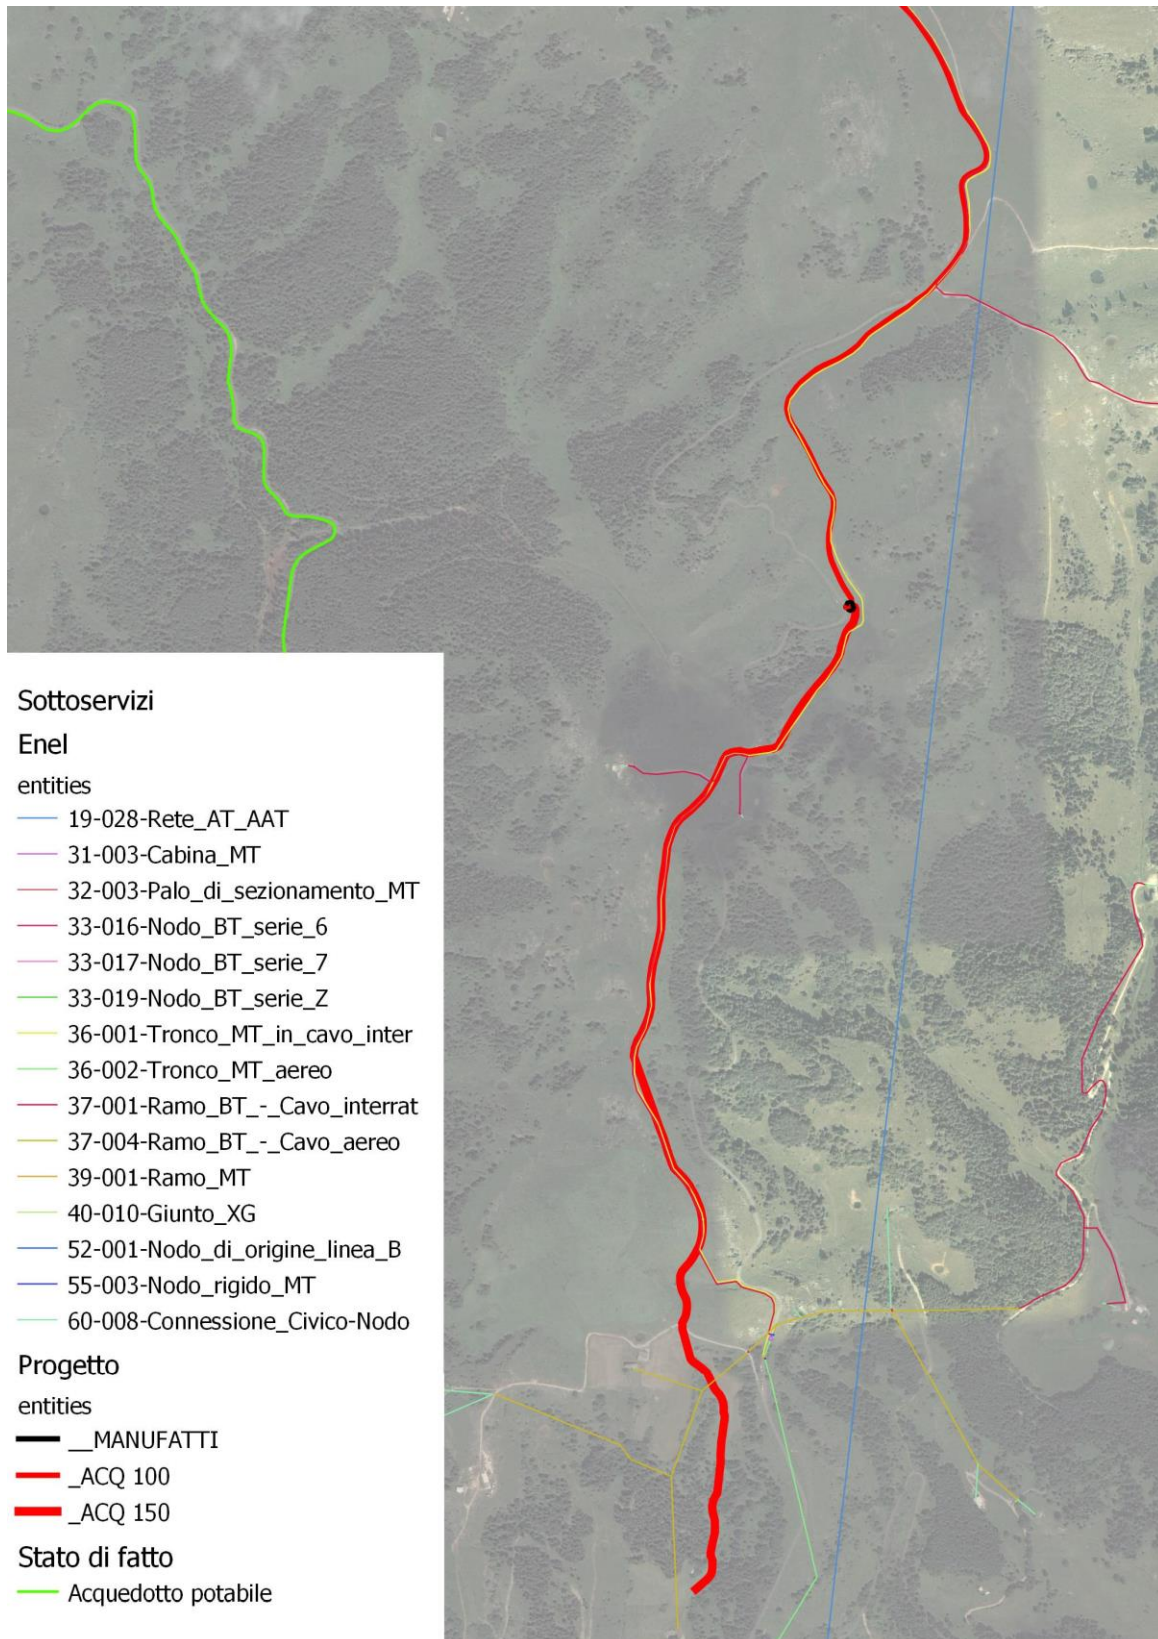 Sottoservizi
Enel
entities
19-028-Rete_AT_AAT
31-003-Cabina_MT
32-003-Palo_di_sezionamento_MT
33-016-Nodo_BT_serie_6
33-017-Nodo_BT_serie_7
33-019-Nodo_BT_serie_Z
36-001-Tronco_MT_in_cavo_inter
36-002-Tronco_MT_aereo
37-001-Ramo_BT_-_Cavo_interrat
37-004-Ramo_BT_-_Cavo_aereo
39-001-Ramo_MT
40-010-Giunto_XG
52-001-Nodo_di_origine_linea_B
55-003-Nodo_rigido_MT
60-008-Connessione_Civico-Nodo
Progetto
entities
__MANUFATTI
_ACQ 100
_ACQ 150
Stato di fatto
Acquedotto potabile